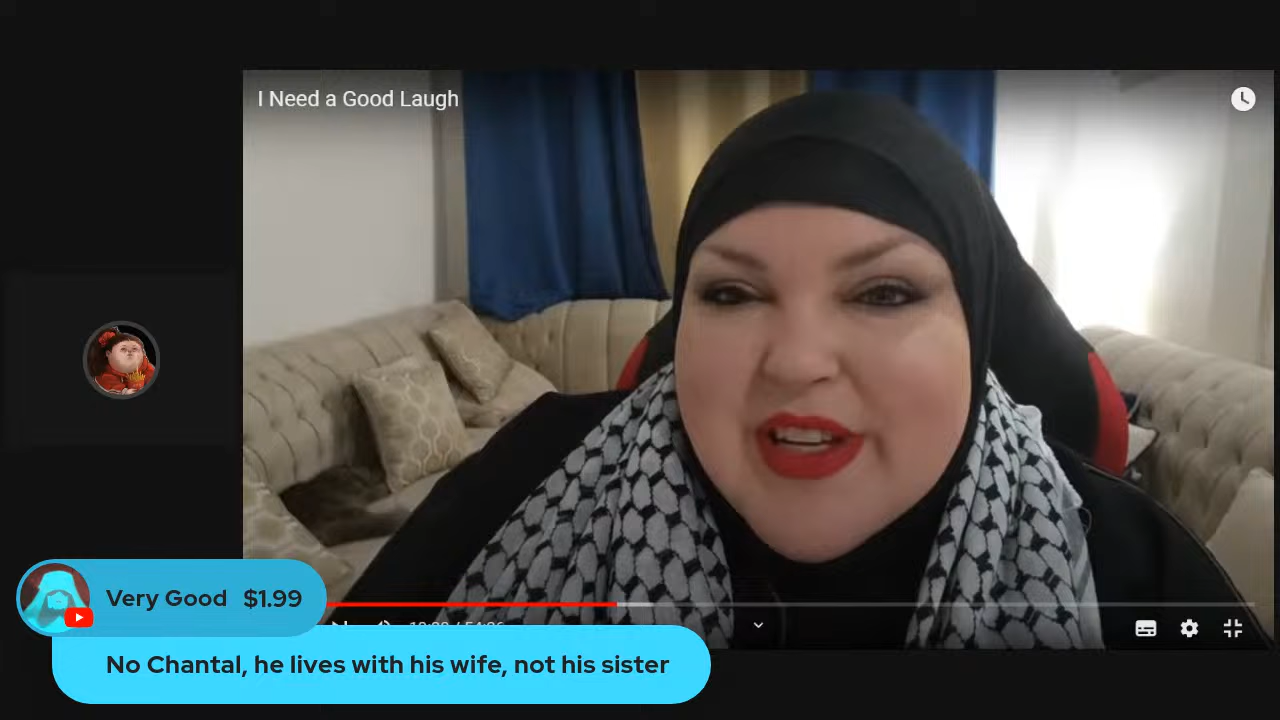 I Need a Good Laugh
Very Good $1.99
No Chantal, he lives with his wife, not his sister